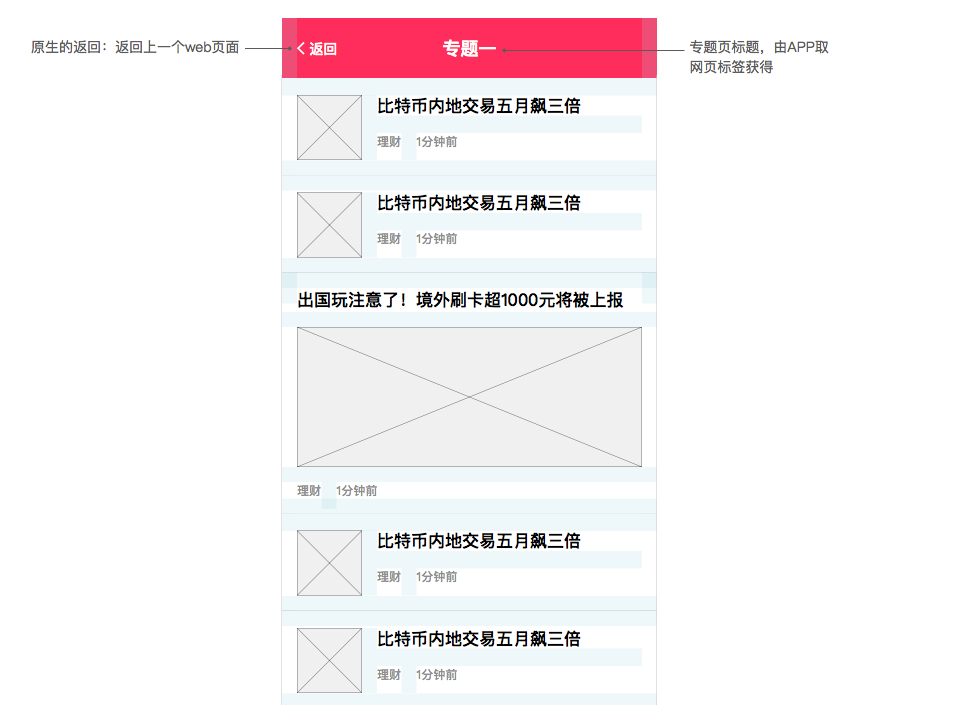 原生的返回：返回上一个web页面
返回
专题一
专题页标题，由APP取
网页标签获得
比特币内地交易五月飙三倍
理财 1分钟前
比特币内地交易五月飙三倍
理财 1分钟前
出国玩注意了！境外刷卡超1000元将被上报
理财 1分钟前
比特币内地交易五月飙三倍
理财 1分钟前
比特币内地交易五月飙三倍
理财 1分钟前